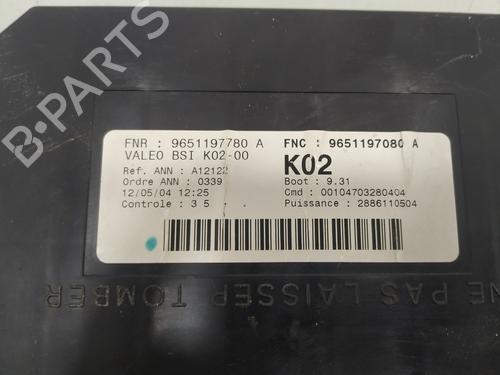 FNR : 9651197780 A
FNC : 9651197080 A
VALEO BSI K02-00
K02
Ref. ANN : A12122
Ordre ANN : 0339
12/05/04 12:25
Controle : 3 5
Boot : 9.31
Cmd : 00104703280404
Puissance : 2886110504
NE PAS LAISSER TOMBER
B-PARTS